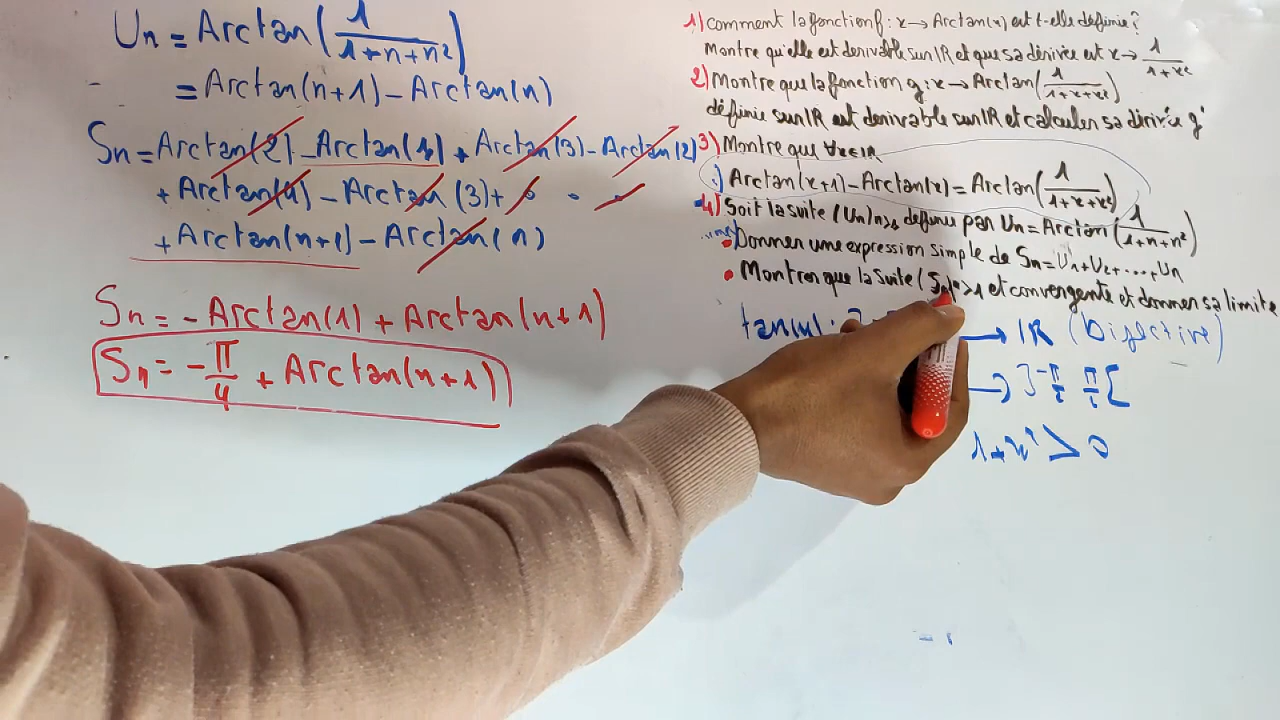 Un = Arctan(1/(1+n+n²))
= Arctan(n+1) - Arctan(n)
Sn = Arctan(2) - Arctan(1) + Arctan(3) - Arctan(2)
+ Arctan(4) - Arctan(3) +
+ Arctan(n+1) - Arctan(n)
Sn = - Arctan(1) + Arctan(n+1)
Sn = -π/4 + Arctan(n+1)
1) comment la fonction f: x → Arctan(x) est t-elle définie?
Montre qu'elle est derivable sur IR et que sa dérivée est x → 1/(1+x²)
2) Montre que la fonction g: x → Arctan(1/(1+x+x²))
définie sur IR est derivable sur IR et calculer sa dérivée g'
3) Montre que ∀x∈IR
Arctan(x+1) - Arctan(x) = Arctan(1/(1+x+x²))
4) Soit la suite (Un) définie par Un = Arctan(1/(1+n+n²))
• Donner une expression simple de Sn = U1+U2+...+Un
• Montrer que la suite (Sn) >1 et convergente et donner sa limite
tan(x):
→ IR (Bijective)
→ ]-π/2 π/2[
1+x² > 0